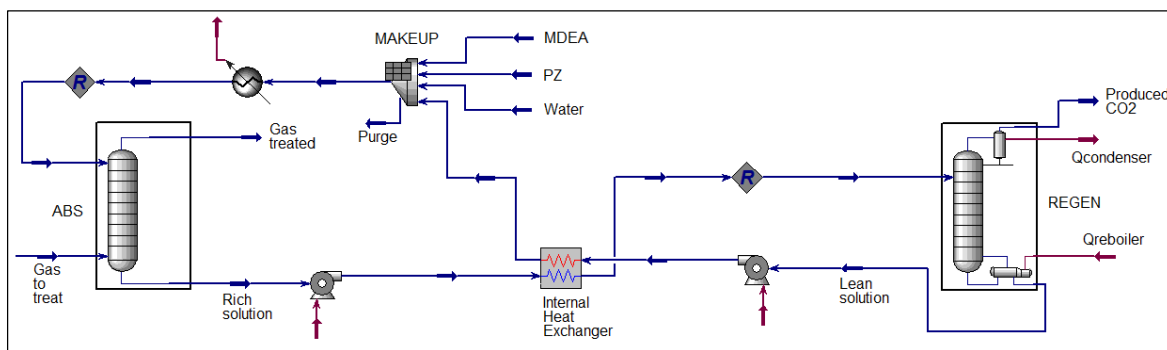 MAKEUP
MDEA
PZ
Water
R
Purge
Gas
treated
ABS
Gas
to
treat
Rich
solution
Internal
Heat
Exchanger
R
Lean
solution
Produced
CO2
Qcondenser
REGEN
Qreboiler